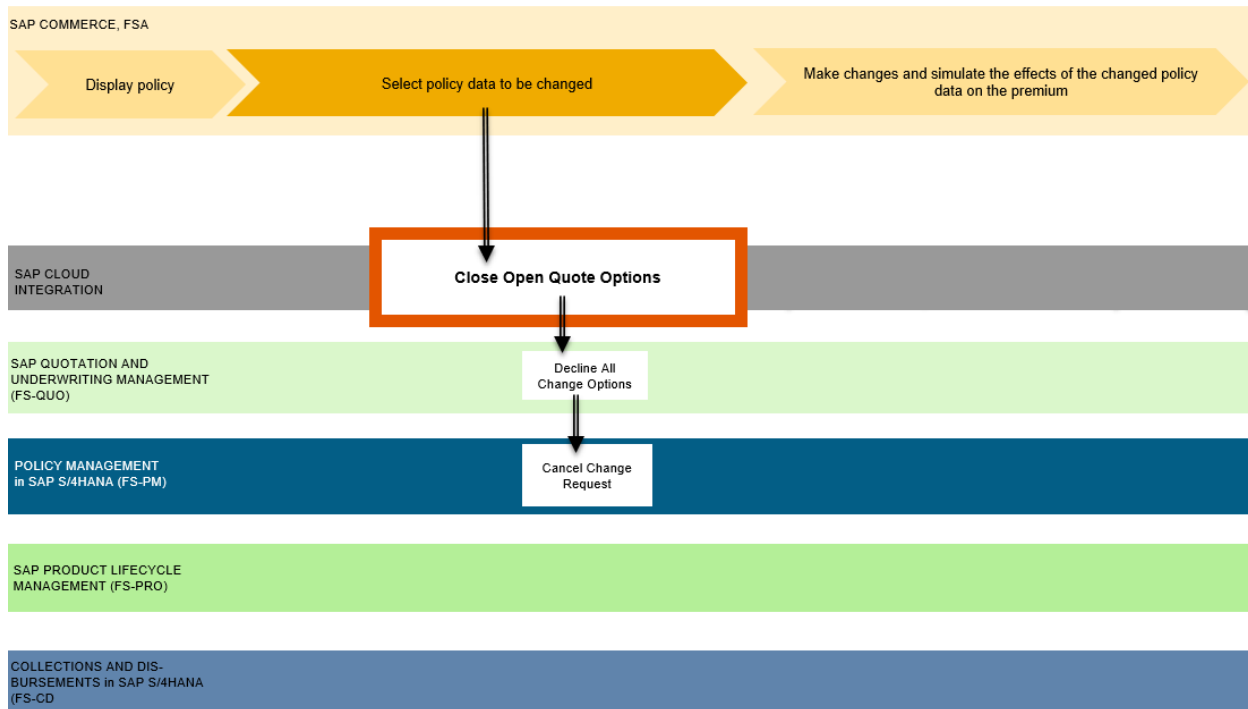 SAP COMMERCE, FSA
Display policy
Select policy data to be changed
Make changes and simulate the effects of the changed policy
data on the premium
SAP CLOUD
INTEGRATION
Close Open Quote Options
SAP QUOTATION AND
UNDERWRITING MANAGEMENT
(FS-QUO)
Decline All
Change Options
POLICY MANAGEMENT
in SAP S/4HANA (FS-PM)
Cancel Change
Request
SAP PRODUCT LIFECYCLE
MANAGEMENT (FS-PRO)
COLLECTIONS AND DIS-
BURSEMENTS in SAP S/4HANA
(FS-CD